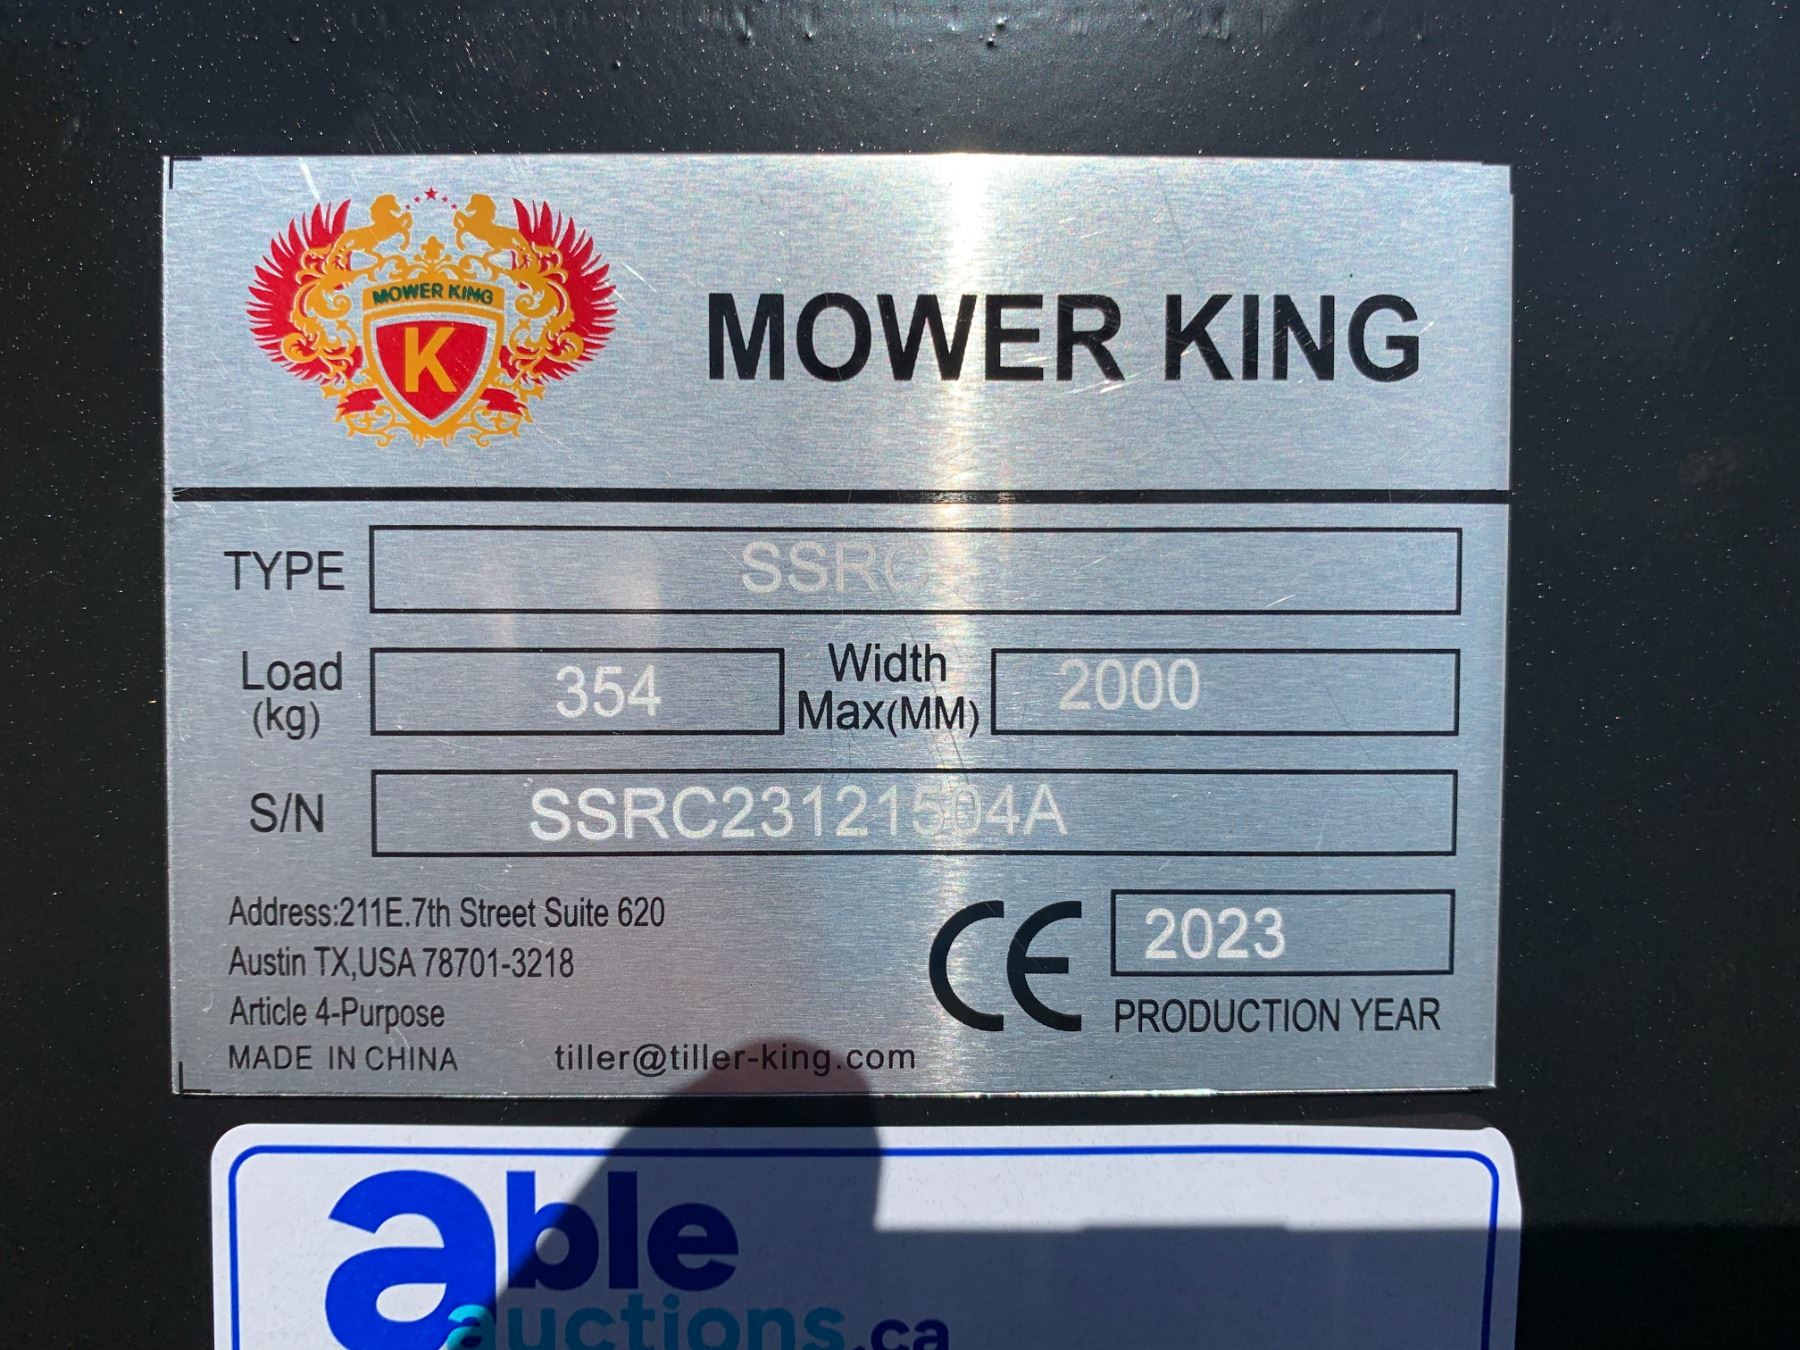 MOWER KING
K
MOWER KING
TYPE SSRC
Load (kg) 354 Width Max(MM) 2000
S/N SSRC23121504A
Address:211E.7th Street Suite 620
Austin TX,USA 78701-3218
Article 4-Purpose
MADE IN CHINA tiller@tiller-king.com
CE 2023
PRODUCTION YEAR
able
auctions.ca